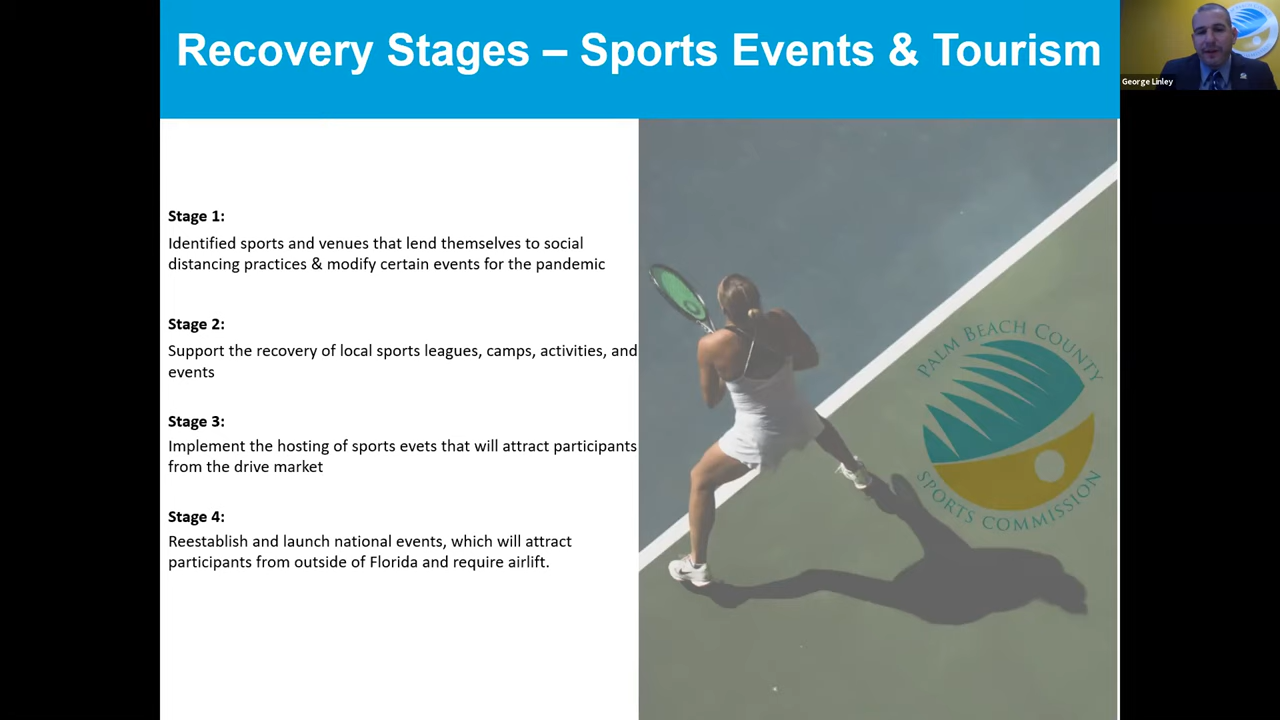 Recovery Stages – Sports Events & Tourism
George Linley
Stage 1:
Identified sports and venues that lend themselves to social
distancing practices & modify certain events for the pandemic
Stage 2:
Support the recovery of local sports leagues, camps, activities, and
events
Stage 3:
Implement the hosting of sports evets that will attract participants
from the drive market
Stage 4:
Reestablish and launch national events, which will attract
participants from outside of Florida and require airlift.
PALM BEACH COUNTY
SPORTS COMMISSION